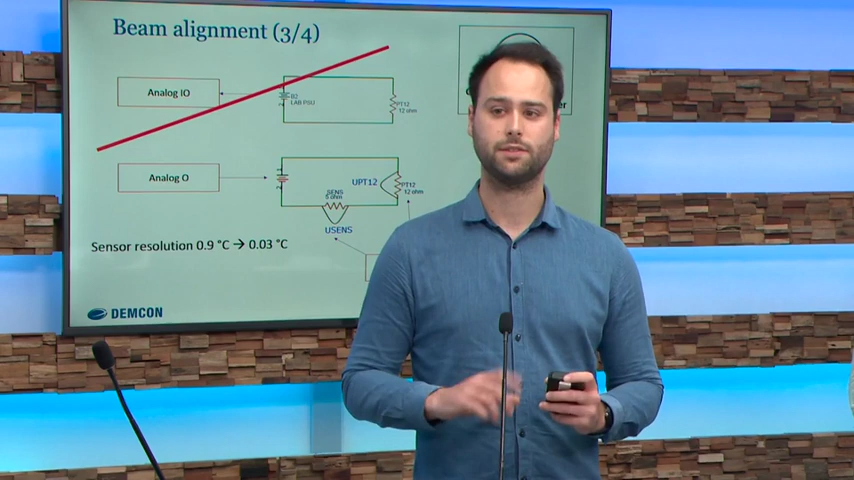 Beam alignment (3/4)
Analog IO
B2
LAB PSU
PT12
12 ohm
Analog O
SENS
5 ohm
UPT12
PT12
12 ohm
USENS
Sensor resolution 0.9 °C → 0.03 °C
DEMCON